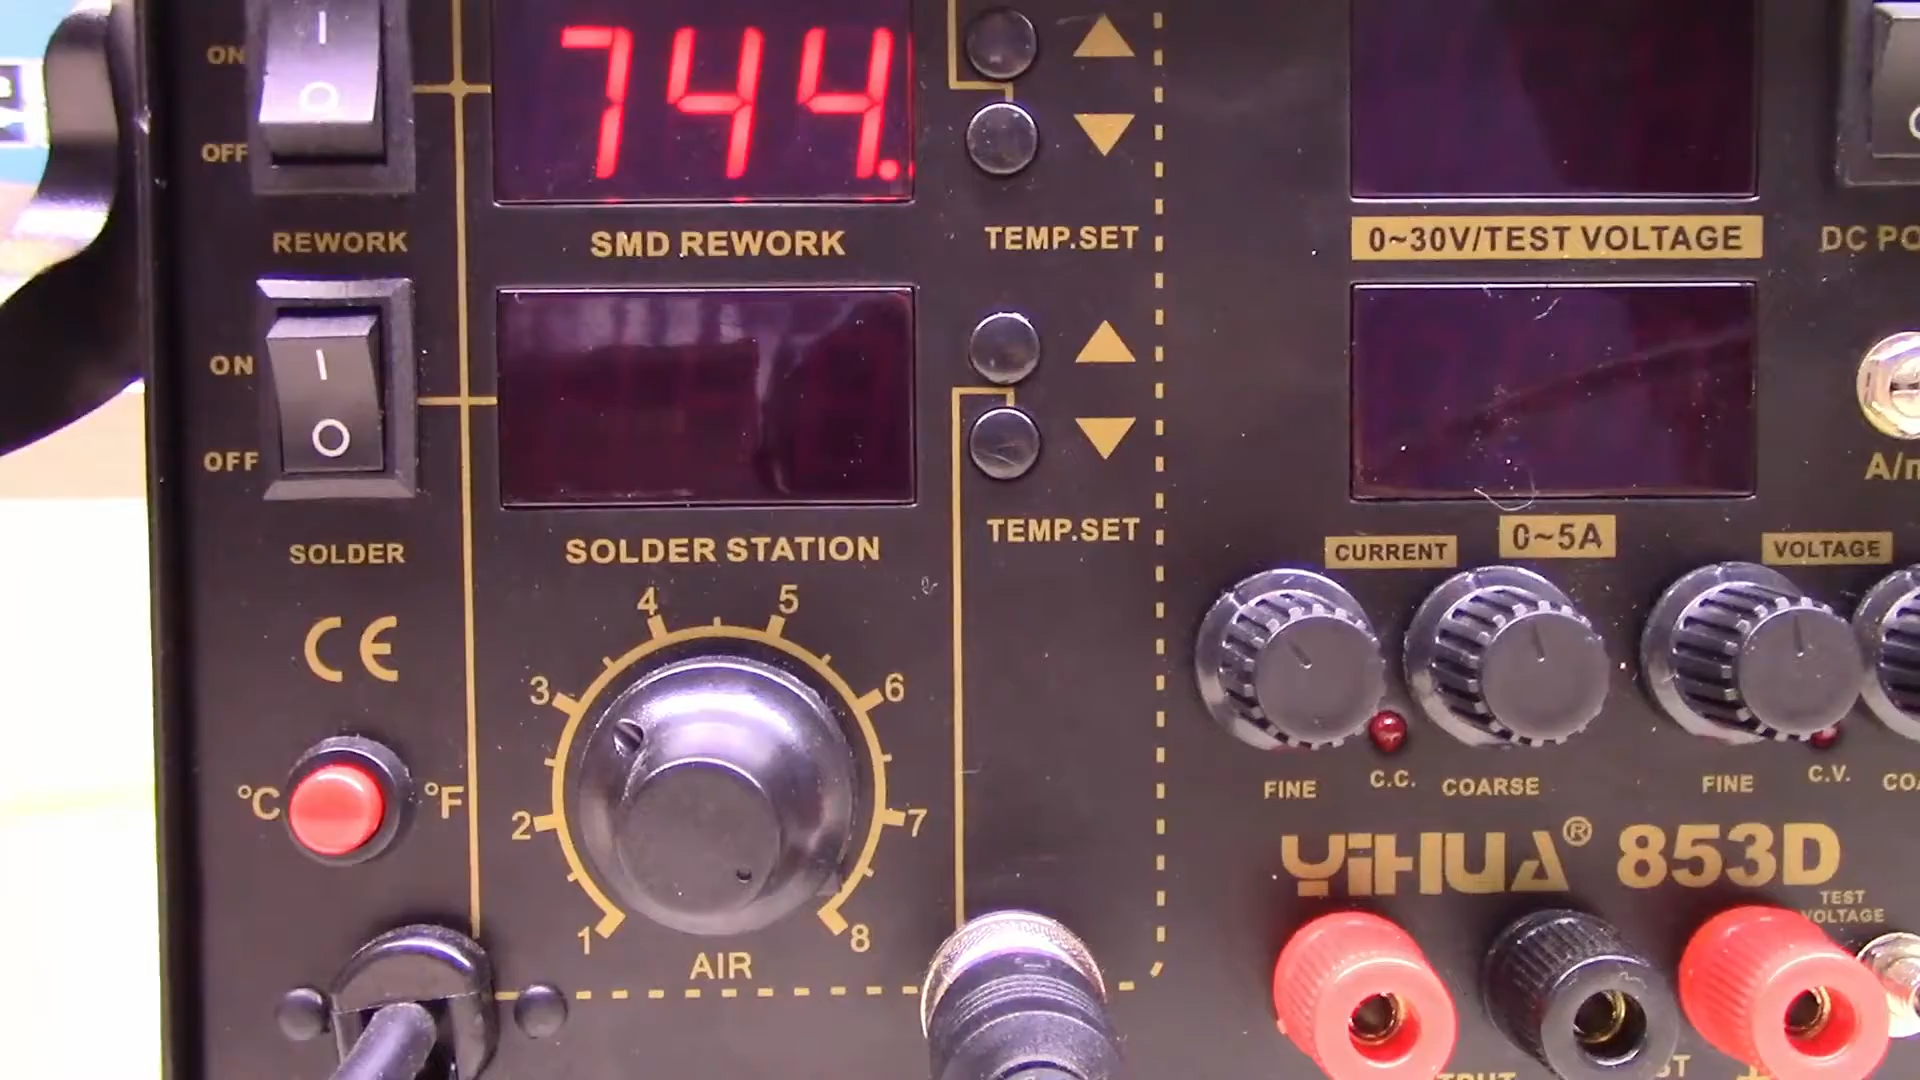 ON
OFF
REWORK
744.
SMD REWORK
TEMP.SET
0~30V/TEST VOLTAGE
DC
ON
OFF
SOLDER
SOLDER STATION
TEMP.SET
CURRENT
0~5A
VOLTAGE
CE
°C
°F
1
2
3
4
5
6
7
8
AIR
FINE
C.C.
COARSE
FINE
C.V.
YIHUA® 853D
TEST
VOLTAGE